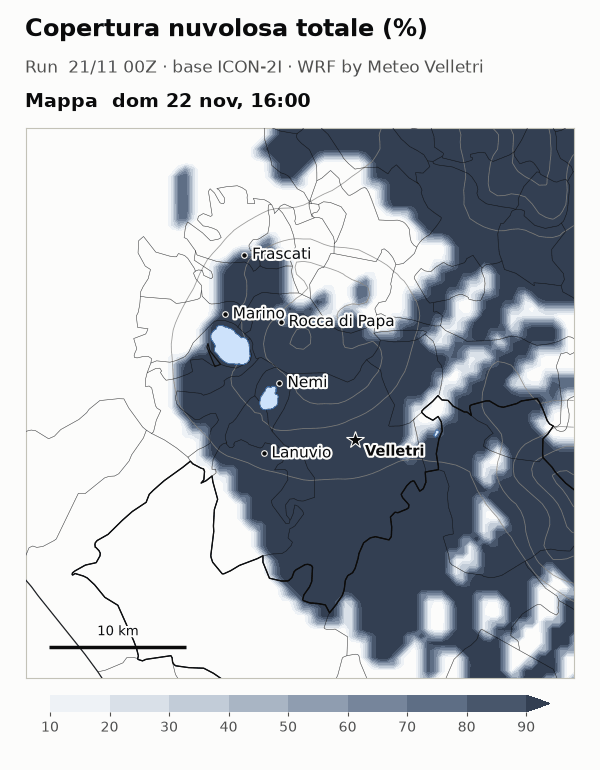 Copertura nuvolosa totale (%)
Run  21/11 00Z · base ICON-2I · WRF by Meteo Velletri
Mappa  dom 22 nov, 16:00
Frascati
Marino
Rocca di Papa
Nemi
Velletri
Lanuvio
10 km
10 20 30 40 50 60 70 80 90